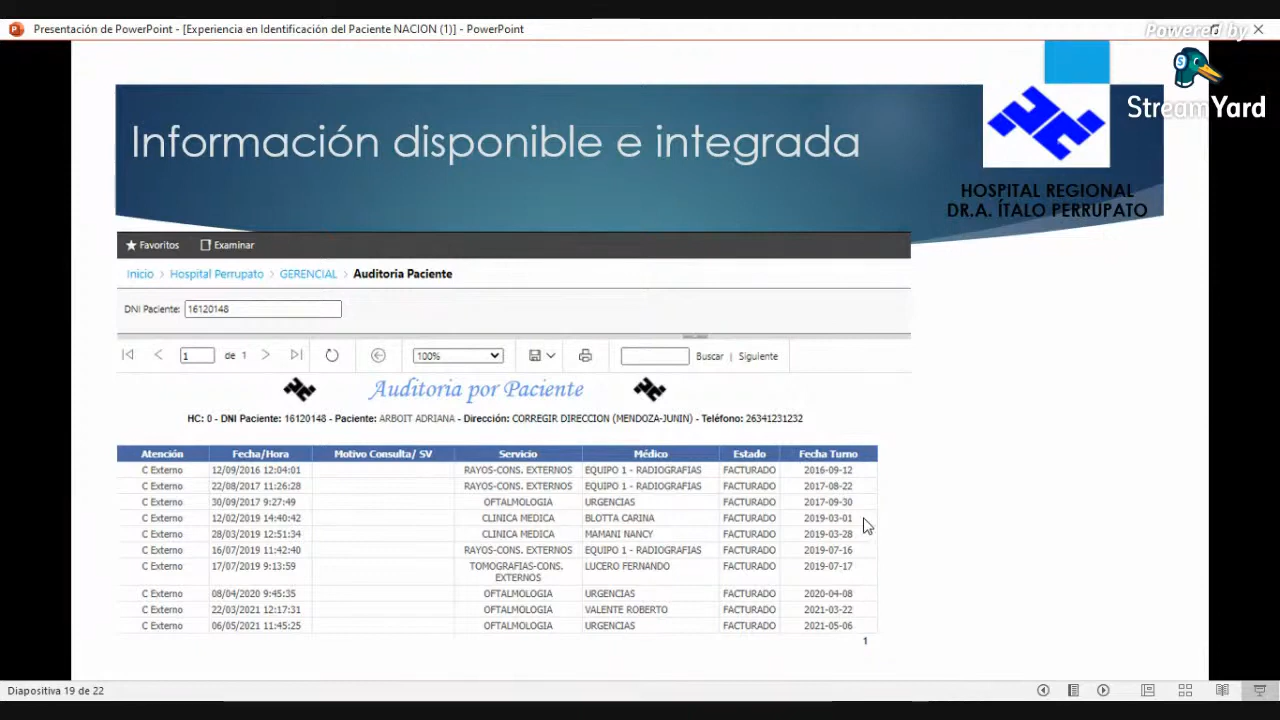 Presentación de PowerPoint - [Experiencia en Identificación del Paciente NACION (1)] - PowerPoint
Powered by
StreamYard
Información disponible e integrada
HOSPITAL REGIONAL
DR.A. ÍTALO PERRUPATO
Favoritos Examinar
Inicio > Hospital Perrupato > GERENCIAL > Auditoria Paciente
DNI Paciente: 16120148
1 de 1 100% Buscar | Siguiente
Auditoria por Paciente
HC: 0 - DNI Paciente: 16120148 - Paciente: ARBOIT ADRIANA - Dirección: CORREGIR DIRECCION (MENDOZA-JUNIN) - Teléfono: 26341231232
Atención Fecha/Hora Motivo Consulta/ SV Servicio Médico Estado Fecha Turno
C Externo 12/09/2016 12:04:01 RAYOS-CONS. EXTERNOS EQUIPO 1 - RADIOGRAFIAS FACTURADO 2016-09-12
C Externo 22/08/2017 11:26:28 RAYOS-CONS. EXTERNOS EQUIPO 1 - RADIOGRAFIAS FACTURADO 2017-08-22
C Externo 30/09/2017 9:27:49 OFTALMOLOGIA URGENCIAS FACTURADO 2017-09-30
C Externo 12/02/2019 14:40:42 CLINICA MEDICA BLOTTA CARINA FACTURADO 2019-03-01
C Externo 28/03/2019 12:51:34 CLINICA MEDICA MAMANI NANCY FACTURADO 2019-03-28
C Externo 16/07/2019 11:42:40 RAYOS-CONS. EXTERNOS EQUIPO 1 - RADIOGRAFIAS FACTURADO 2019-07-16
C Externo 17/07/2019 9:13:59 TOMOGRAFIAS-CONS. LUCERO FERNANDO FACTURADO 2019-07-17
EXTERNOS
C Externo 08/04/2020 9:45:35 OFTALMOLOGIA URGENCIAS FACTURADO 2020-04-08
C Externo 22/03/2021 12:17:31 OFTALMOLOGIA VALENTE ROBERTO FACTURADO 2021-03-22
C Externo 06/05/2021 11:45:25 OFTALMOLOGIA URGENCIAS FACTURADO 2021-05-06
1
Diapositiva 19 de 22